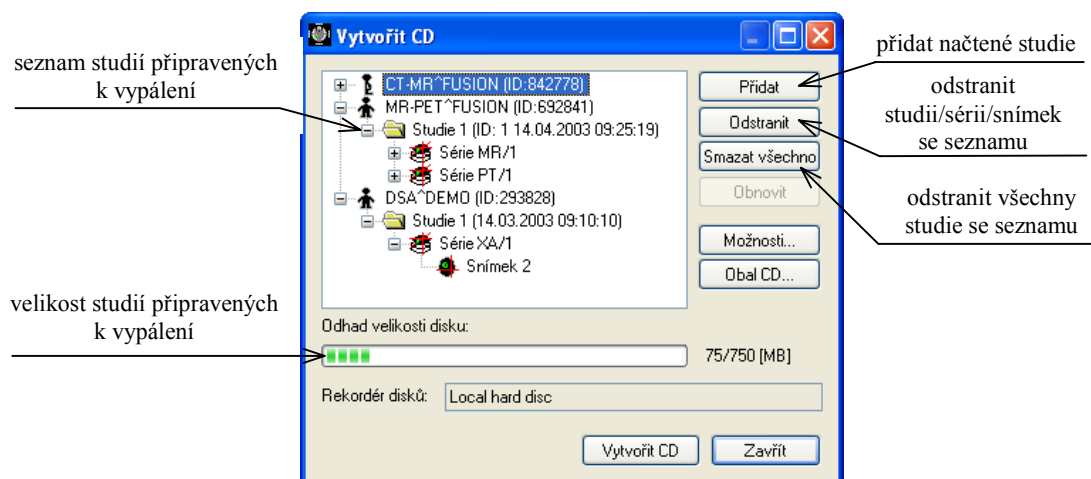 Vytvořit CD
seznam studií připravených
k vypálení
velikost studií připravených
k vypálení
CT-MR^FUSION (ID:842778)
MR-PET^FUSION (ID:692841)
Studie 1 (ID: 1 14.04.2003 09:25:19)
Série MR/1
Série PT/1
DSA^DEMO (ID:293828)
Studie 1 (14.03.2003 09:10:10)
Série XA/1
Snímek 2
Přidat
Odstranit
Smazat všechno
Obnovit
Možnosti...
Obal CD...
přidat načtené studie
odstranit
studii/sérii/snímek
se seznamu
odstranit všechny
studie se seznamu
Odhad velikosti disku:
75/750 [MB]
Rekordér disků:
Local hard disc
Vytvořit CD
Zavřít